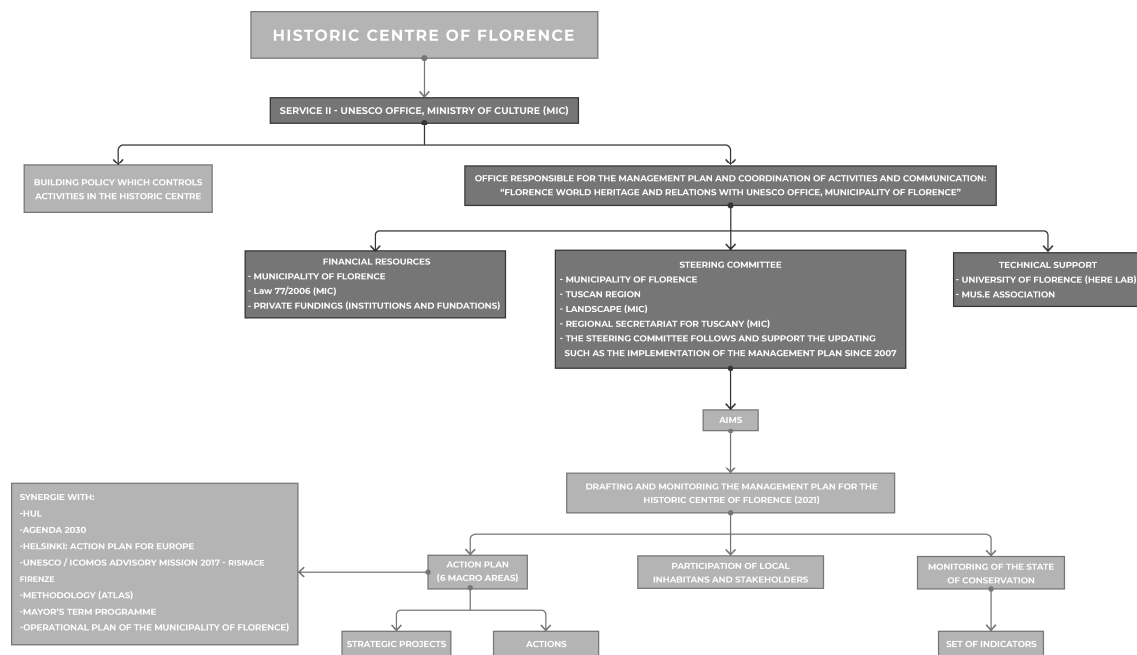 HISTORIC CENTRE OF FLORENCE
SERVICE II - UNESCO OFFICE, MINISTRY OF CULTURE (MIC)
BUILDING POLICY WHICH CONTROLS
ACTIVITIES IN THE HISTORIC CENTRE
OFFICE RESPONSIBLE FOR THE MANAGEMENT PLAN AND COORDINATION OF ACTIVITIES AND COMMUNICATION:
“FLORENCE WORLD HERITAGE AND RELATIONS WITH UNESCO OFFICE, MUNICIPALITY OF FLORENCE”
FINANCIAL RESOURCES
- MUNICIPALITY OF FLORENCE
- Law 77/2006 (MIC)
- PRIVATE FUNDINGS (INSTITUTIONS AND FUNDATIONS)
STEERING COMMITTEE
- MUNICIPALITY OF FLORENCE
- TUSCAN REGION
- LANDSCAPE (MIC)
- REGIONAL SECRETARIAT FOR TUSCANY (MIC)
- THE STEERING COMMITTEE FOLLOWS AND SUPPORT THE UPDATING
SUCH AS THE IMPLEMENTATION OF THE MANAGEMENT PLAN SINCE 2007
TECHNICAL SUPPORT
- UNIVERSITY OF FLORENCE (HERE LAB)
- MUS.E ASSOCIATION
AIMS
DRAFTING AND MONITORING THE MANAGEMENT PLAN FOR THE
HISTORIC CENTRE OF FLORENCE (2021)
SYNERGIE WITH:
-HUL
-AGENDA 2030
-HELSINKI: ACTION PLAN FOR EUROPE
-UNESCO / ICOMOS ADVISORY MISSION 2017 - RISNACE
FIRENZE
-METHODOLOGY (ATLAS)
-MAYOR’S TERM PROGRAMME
-OPERATIONAL PLAN OF THE MUNICIPALITY OF FLORENCE)
ACTION PLAN
(6 MACRO AREAS)
PARTICIPATION OF LOCAL
INHABITANS AND STAKEHOLDERS
MONITORING OF THE STATE
OF CONSERVATION
STRATEGIC PROJECTS
ACTIONS
SET OF INDICATORS